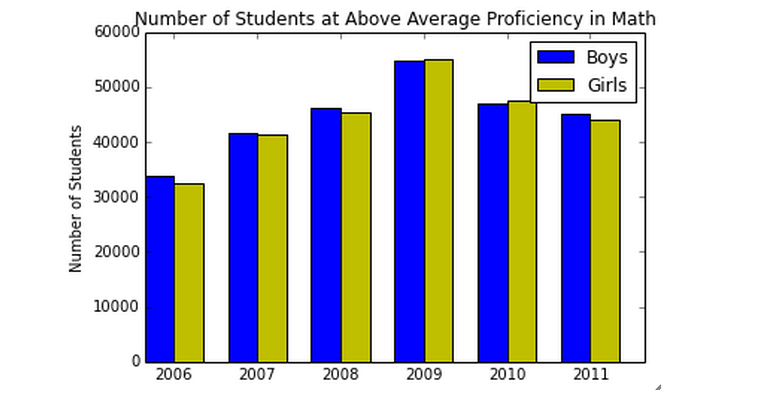 Number of Students at Above Average Proficiency in Math
Number of Students
60000
50000
40000
30000
20000
10000
0
Boys
Girls
2006 2007 2008 2009 2010 2011